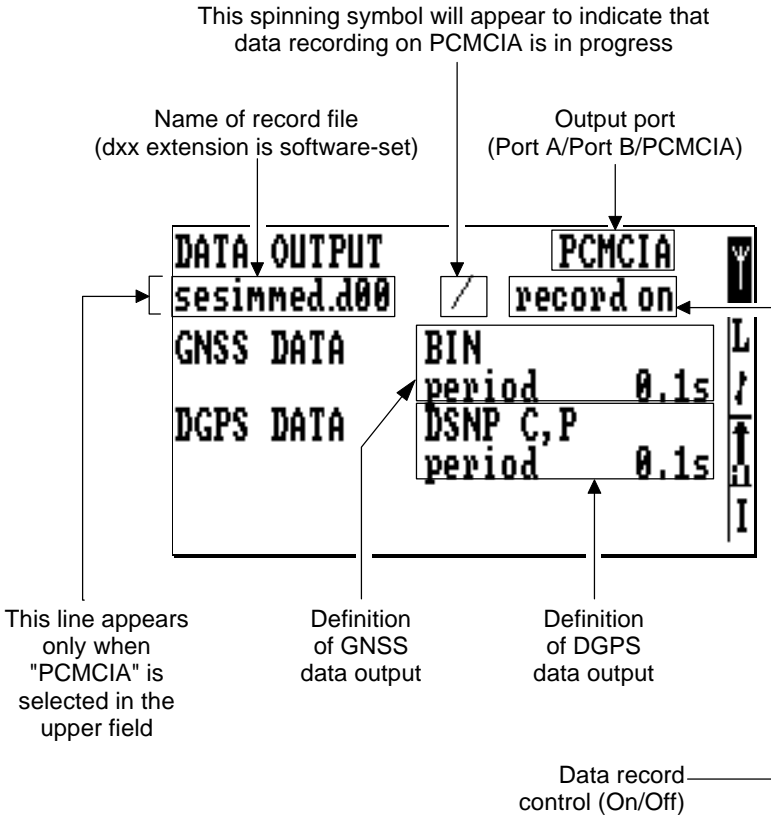 This spinning symbol will appear to indicate that
data recording on PCMCIA is in progress
Name of record file
(dxx extension is software-set)
Output port
(Port A/Port B/PCMCIA)
DATA OUTPUT PCMCIA
sesimmed.d00 / record on
GNSS DATA BIN
period 0.1s
DGPS DATA DSNP C,P
period 0.1s
L
I
This line appears
only when
"PCMCIA" is
selected in the
upper field
Definition
of GNSS
data output
Definition
of DGPS
data output
Data record
control (On/Off)